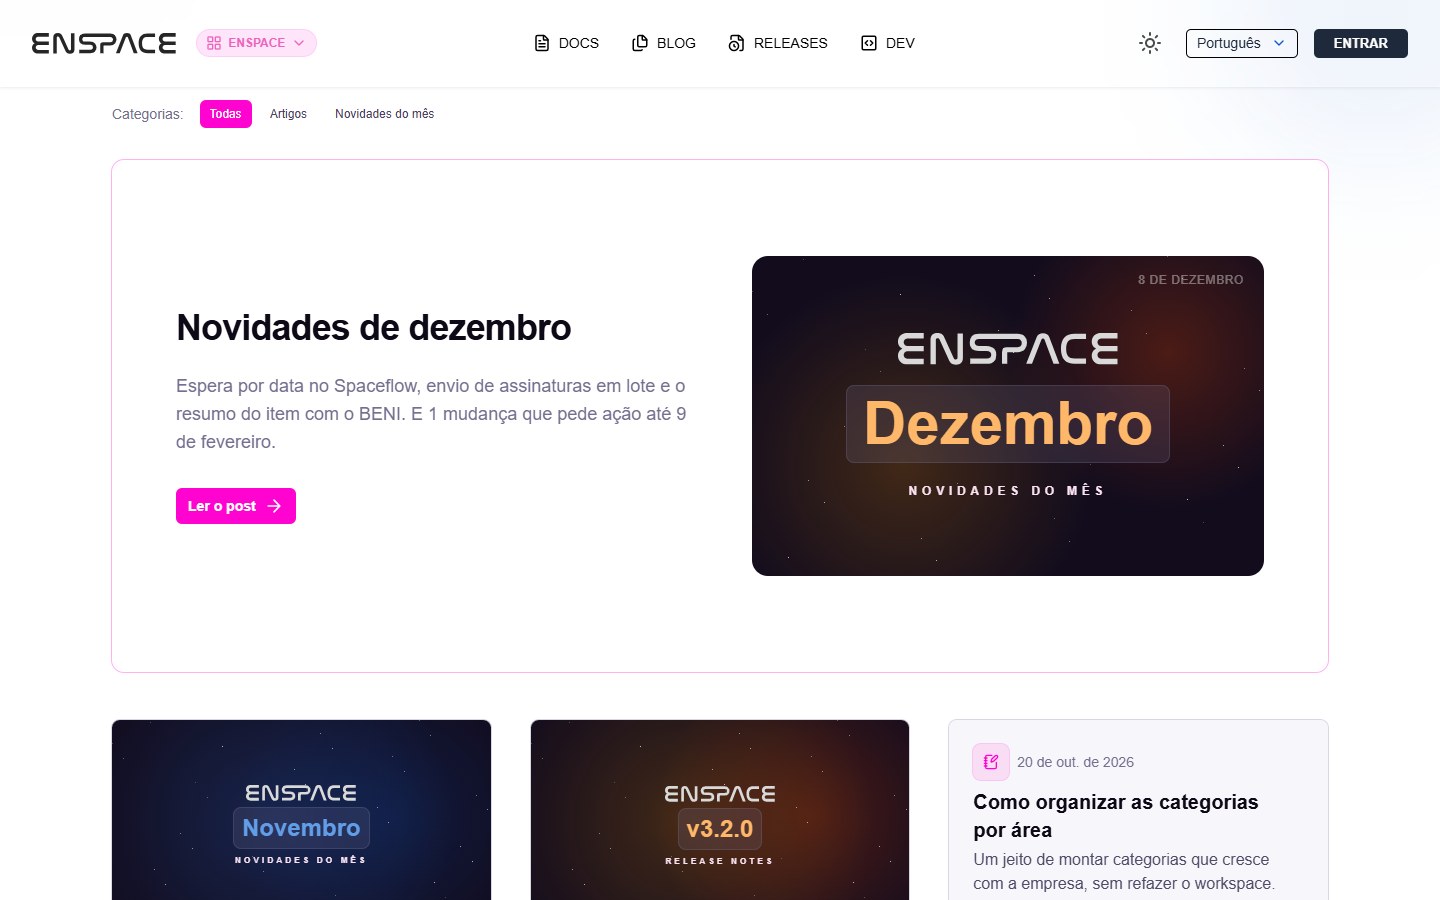 ENSPACE
ENSPACE
DOCS
BLOG
RELEASES
DEV
Português
ENTRAR
Categorias:
Todas
Artigos
Novidades do mês
Novidades de dezembro
Espera por data no Spaceflow, envio de assinaturas em lote e o
resumo do item com o BENI. E 1 mudança que pede ação até 9
de fevereiro.
Ler o post
8 DE DEZEMBRO
ENSPACE
Dezembro
NOVIDADES DO MÊS
ENSPACE
Novembro
NOVIDADES DO MÊS
ENSPACE
v3.2.0
RELEASE NOTES
20 de out. de 2026
Como organizar as categorias
por área
Um jeito de montar categorias que cresce
com a empresa, sem refazer o workspace.